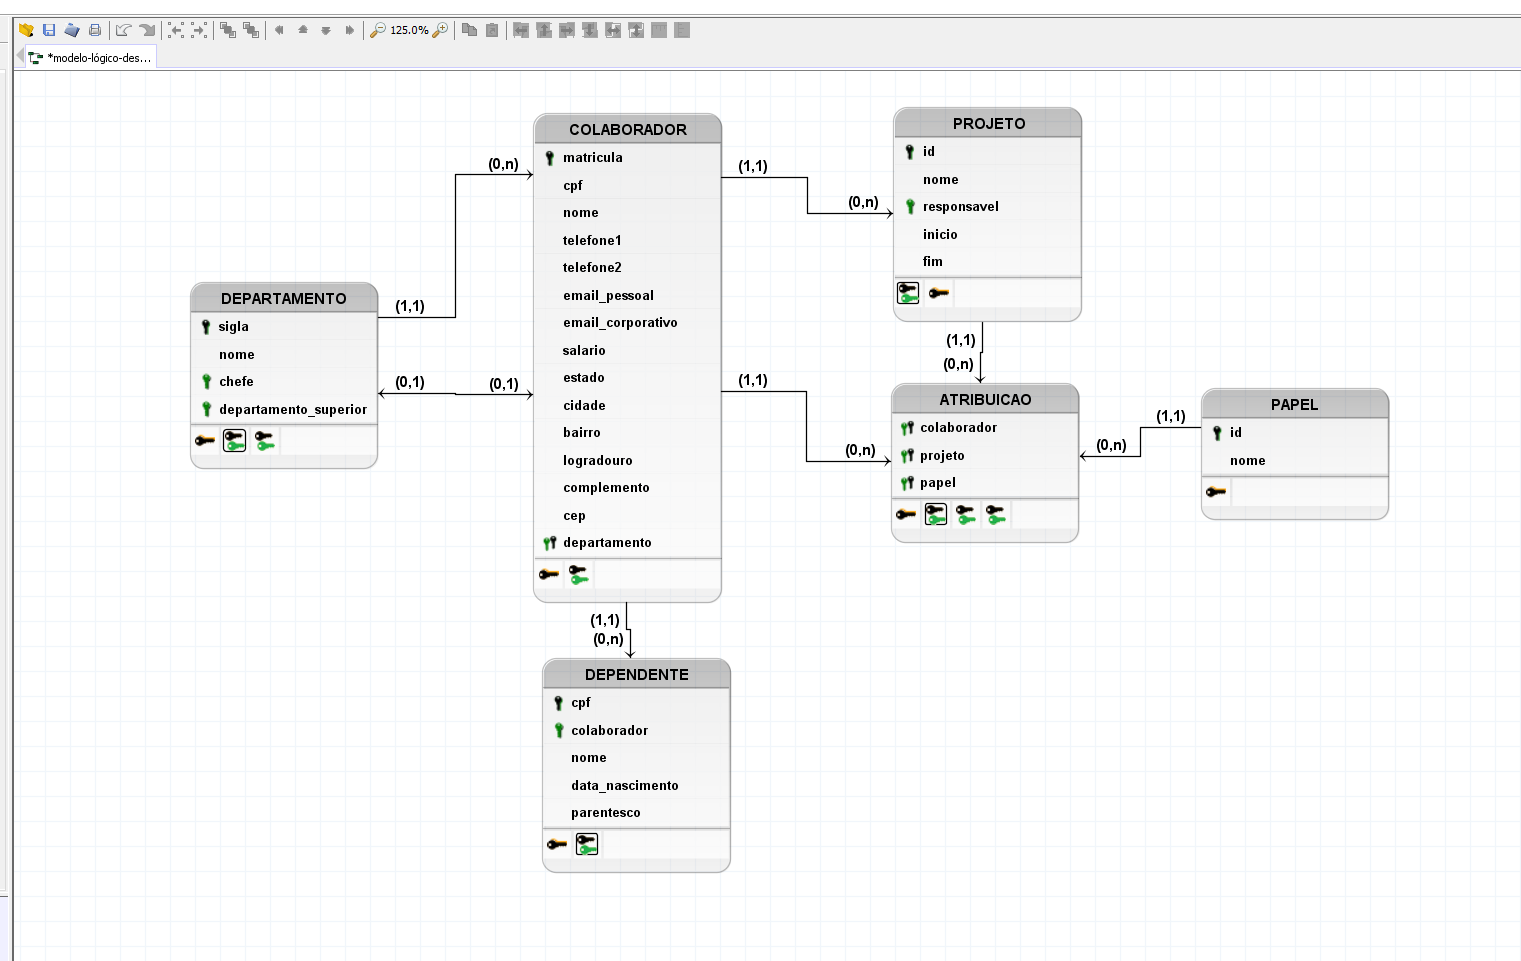 125.0%
*modelo-lógico-des...
COLABORADOR
matricula
cpf
nome
telefone1
telefone2
email_pessoal
email_corporativo
salario
estado
cidade
bairro
logradouro
complemento
cep
departamento
PROJETO
id
nome
responsavel
inicio
fim
DEPARTAMENTO
sigla
nome
chefe
departamento_superior
ATRIBUICAO
colaborador
projeto
papel
PAPEL
id
nome
DEPENDENTE
cpf
colaborador
nome
data_nascimento
parentesco
(0,n)
(1,1)
(0,1)
(0,1)
(1,1)
(0,n)
(1,1)
(0,n)
(1,1)
(0,n)
(1,1)
(0,n)
(1,1)
(0,n)